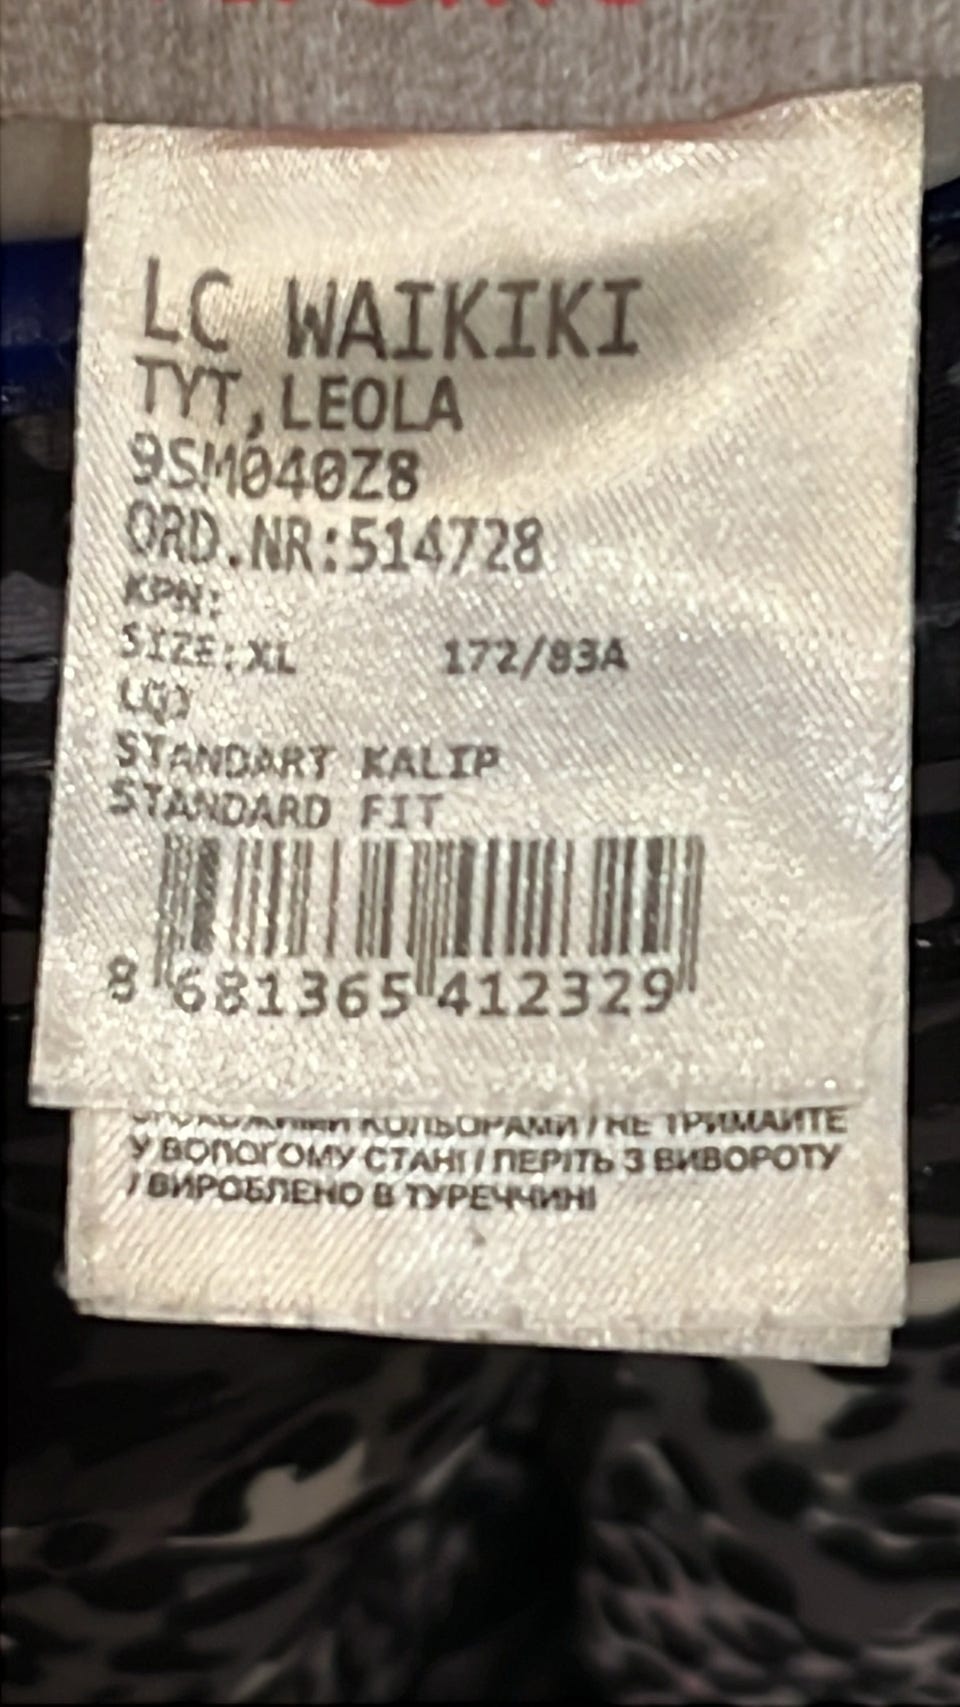 LC WAIKIKI
TYT,LEOLA
9SM040Z8
ORD.NR:514728
KPN:
SIZE:XL 172/83A
STANDART KALIP
STANDARD FIT
8 681365 412329
КОЛЬОРАМИ / НЕ ТРИМАЙТЕ
У ВОЛОГОМУ СТАНІ / ПЕРІТЬ З ВИВОРОТУ
/ ВИРОБЛЕНО В ТУРЕЧЧИНІ